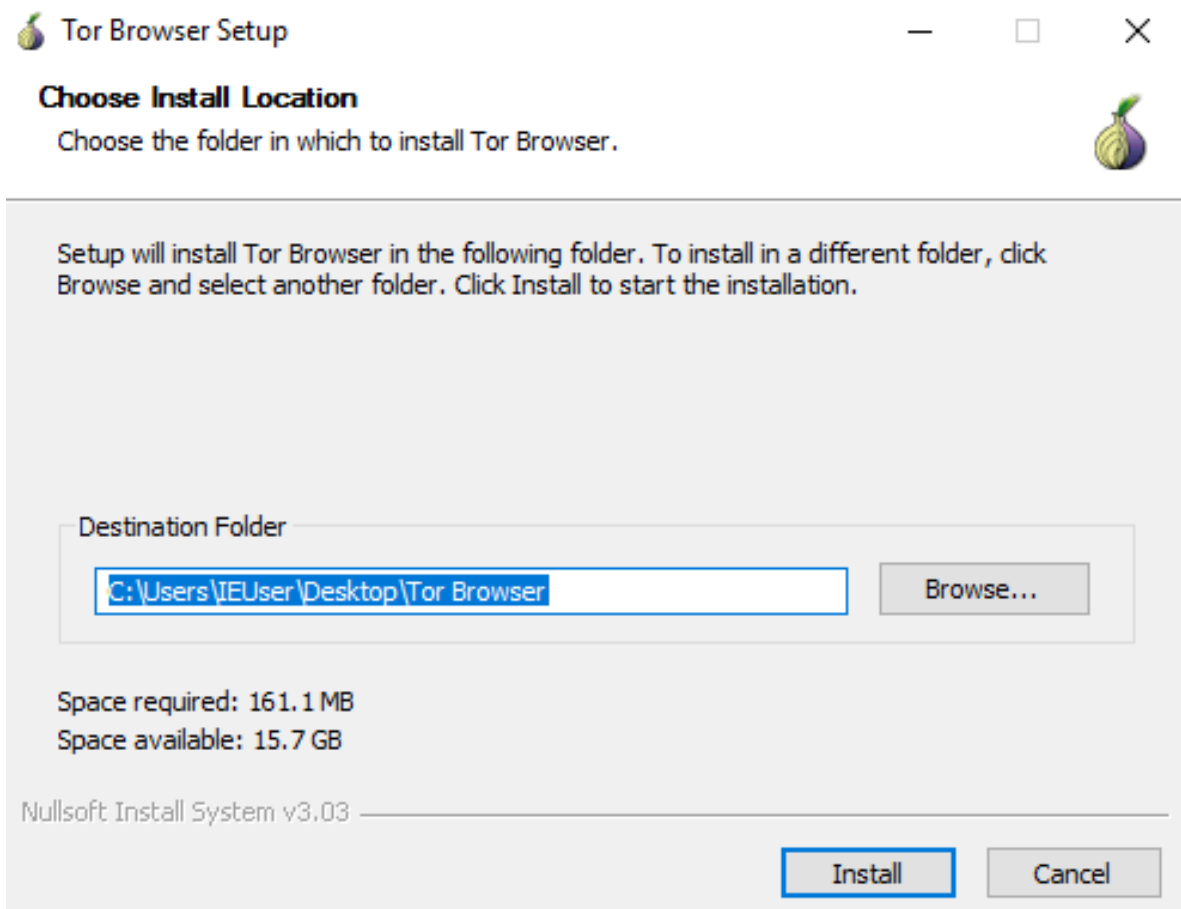 Tor Browser Setup
Choose Install Location
Choose the folder in which to install Tor Browser.
Setup will install Tor Browser in the following folder. To install in a different folder, click
Browse and select another folder. Click Install to start the installation.
Destination Folder
C:\Users\IEUser\Desktop\Tor Browser
Browse...
Space required: 161.1 MB
Space available: 15.7 GB
Nullsoft Install System v3.03
Install
Cancel